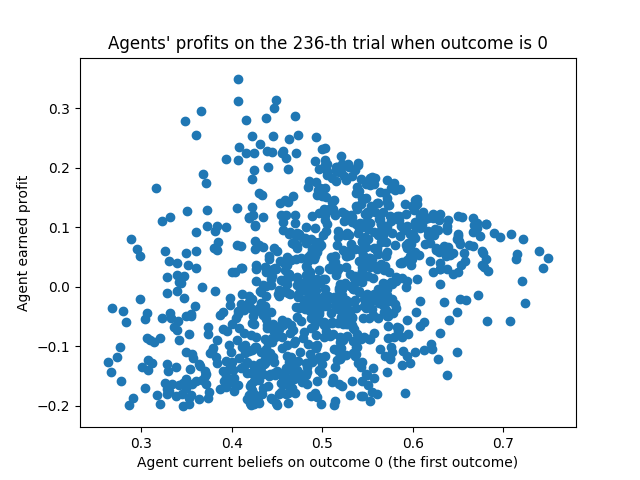 Agents' profits on the 236-th trial when outcome is 0
Agent earned profit
0.3
0.2
0.1
0.0
−0.1
−0.2
0.3 0.4 0.5 0.6 0.7
Agent current beliefs on outcome 0 (the first outcome)